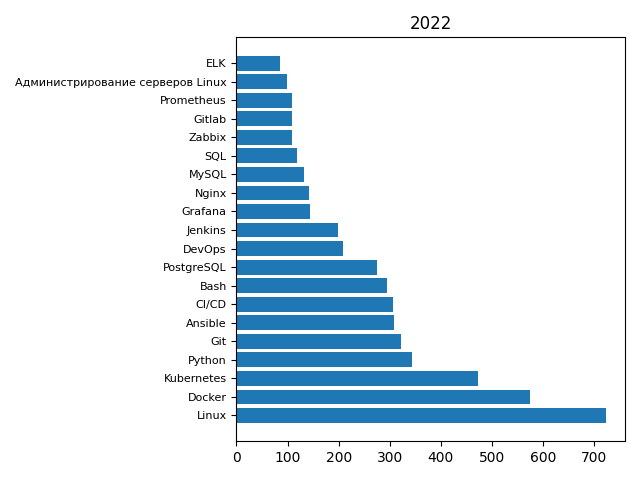 2022
ELK
Администрирование серверов Linux
Prometheus
Gitlab
Zabbix
SQL
MySQL
Nginx
Grafana
Jenkins
DevOps
PostgreSQL
Bash
CI/CD
Ansible
Git
Python
Kubernetes
Docker
Linux
0 100 200 300 400 500 600 700